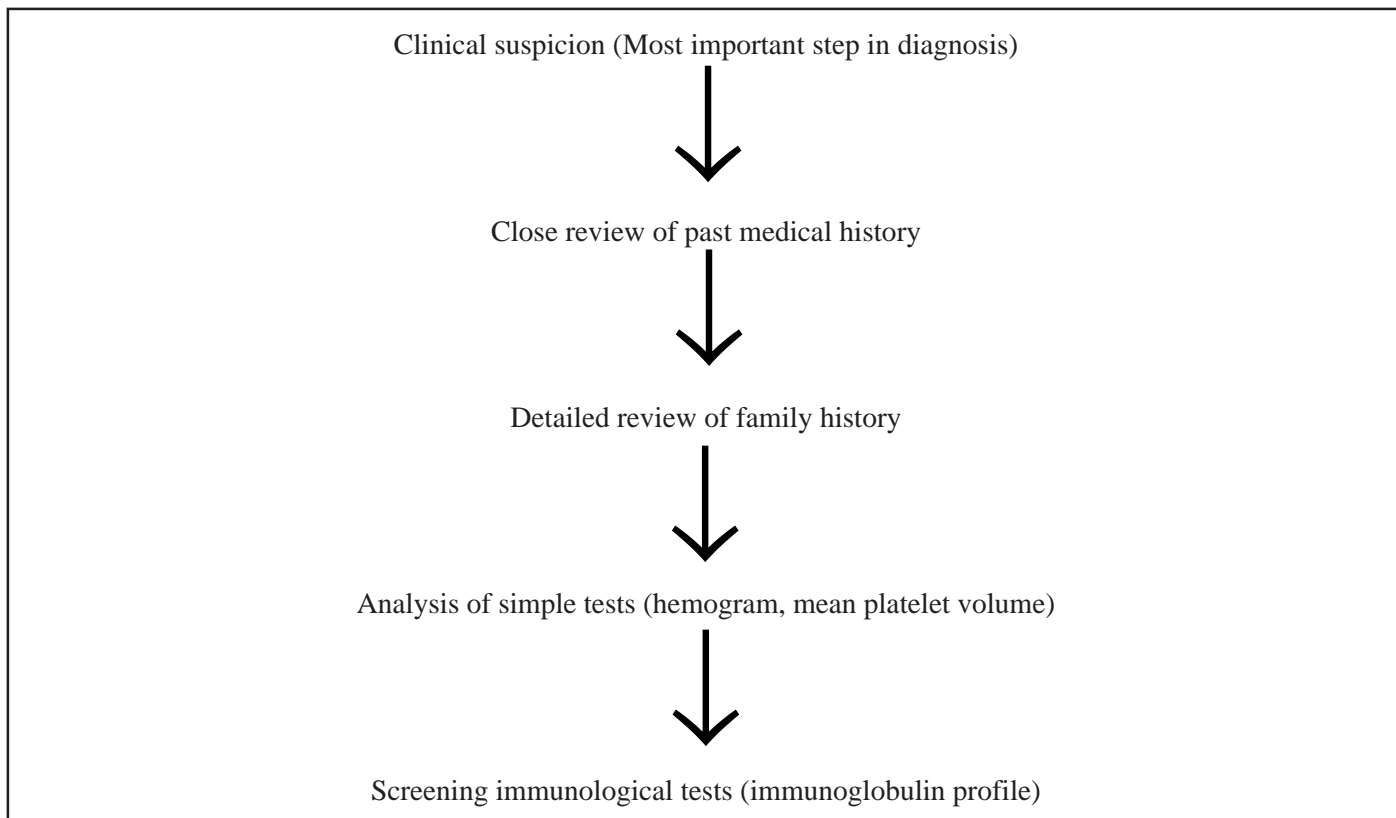 Clinical suspicion (Most important step in diagnosis)
Close review of past medical history
Detailed review of family history
Analysis of simple tests (hemogram, mean platelet volume)
Screening immunological tests (immunoglobulin profile)